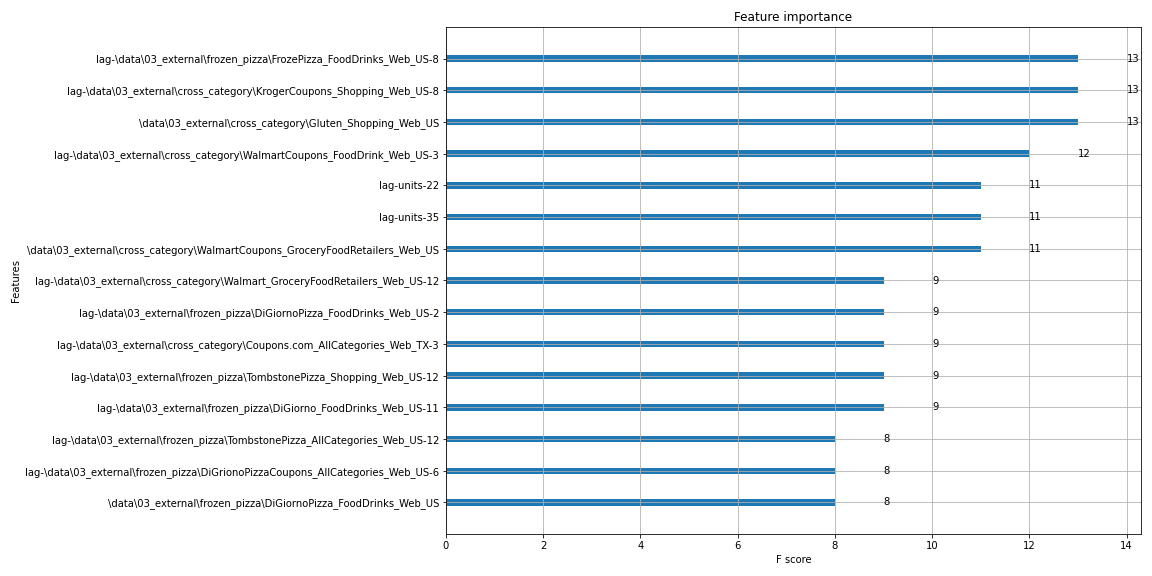 Feature importance
lag-\data\03_external\frozen_pizza\FrozePizza_FoodDrinks_Web_US-8 13
lag-\data\03_external\cross_category\KrogerCoupons_Shopping_Web_US-8 13
\data\03_external\cross_category\Gluten_Shopping_Web_US 13
lag-\data\03_external\cross_category\WalmartCoupons_FoodDrink_Web_US-3 12
lag-units-22 11
lag-units-35 11
\data\03_external\cross_category\WalmartCoupons_GroceryFoodRetailers_Web_US 11
lag-\data\03_external\cross_category\Walmart_GroceryFoodRetailers_Web_US-12 9
lag-\data\03_external\frozen_pizza\DiGiornoPizza_FoodDrinks_Web_US-2 9
lag-\data\03_external\cross_category\Coupons.com_AllCategories_Web_TX-3 9
lag-\data\03_external\frozen_pizza\TombstonePizza_Shopping_Web_US-12 9
lag-\data\03_external\frozen_pizza\DiGiorno_FoodDrinks_Web_US-11 9
lag-\data\03_external\frozen_pizza\TombstonePizza_AllCategories_Web_US-12 8
lag-\data\03_external\frozen_pizza\DiGrionoPizzaCoupons_AllCategories_Web_US-6 8
\data\03_external\frozen_pizza\DiGiornoPizza_FoodDrinks_Web_US 8
Features
0 2 4 6 8 10 12 14
F score